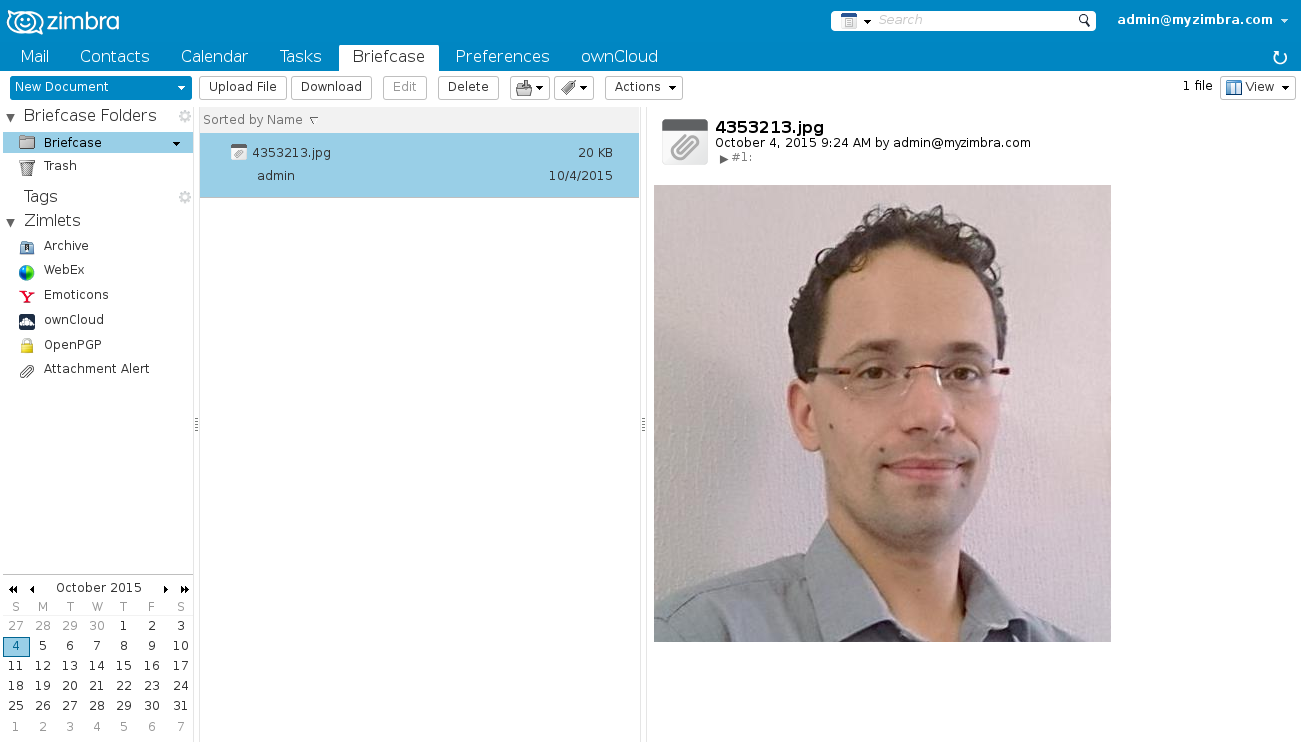 zimbra
Search
admin@myzimbra.com
Mail Contacts Calendar Tasks Briefcase Preferences ownCloud
New Document Upload File Download Edit Delete Actions 1 file View
Briefcase Folders
Briefcase
Trash
Tags
Zimlets
Archive
WebEx
Emoticons
ownCloud
OpenPGP
Attachment Alert
October 2015
S M T W T F S
27 28 29 30 1 2 3
4 5 6 7 8 9 10
11 12 13 14 15 16 17
18 19 20 21 22 23 24
25 26 27 28 29 30 31
1 2 3 4 5 6 7
Sorted by Name
4353213.jpg 20 KB
admin 10/4/2015
4353213.jpg
October 4, 2015 9:24 AM by admin@myzimbra.com
#1: